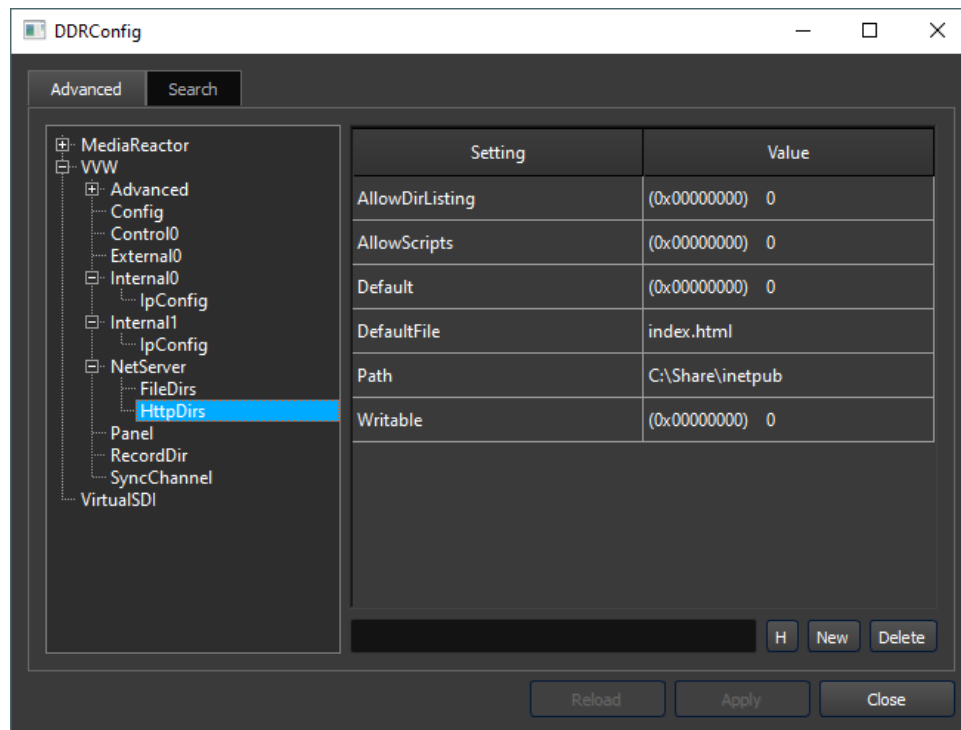 DDRConfig
Advanced Search
MediaReactor
VVW
Advanced
Config
Control0
External0
Internal0
IpConfig
Internal1
IpConfig
NetServer
FileDirs
HttpDirs
Panel
RecordDir
SyncChannel
VirtualSDI
Setting Value
AllowDirListing (0x00000000) 0
AllowScripts (0x00000000) 0
Default (0x00000000) 0
DefaultFile index.html
Path C:\Share\inetpub
Writable (0x00000000) 0
H New Delete
Reload Apply Close